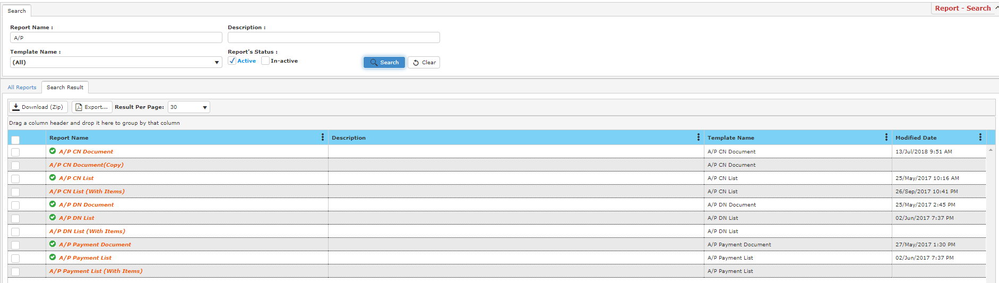 Search
Report - Search
Report Name :
Description :
A/P
Template Name :
Report's Status :
(All)
Active
In-active
Search
Clear
All Reports
Search Result
Download (Zip)
Export...
Result Per Page:
30
Drag a column header and drop it here to group by that column
Report Name Description Template Name Modified Date
A/P CN Document A/P CN Document 13/Jul/2018 9:51 AM
A/P CN Document(Copy) A/P CN Document
A/P CN List A/P CN List 25/May/2017 10:16 AM
A/P CN List (With Items) A/P CN List 26/Sep/2017 10:41 PM
A/P DN Document A/P DN Document 25/May/2017 2:45 PM
A/P DN List A/P DN List 02/Jun/2017 7:37 PM
A/P DN List (With Items) A/P DN List
A/P Payment Document A/P Payment Document 27/May/2017 1:30 PM
A/P Payment List A/P Payment List 02/Jun/2017 7:37 PM
A/P Payment List (With Items) A/P Payment List